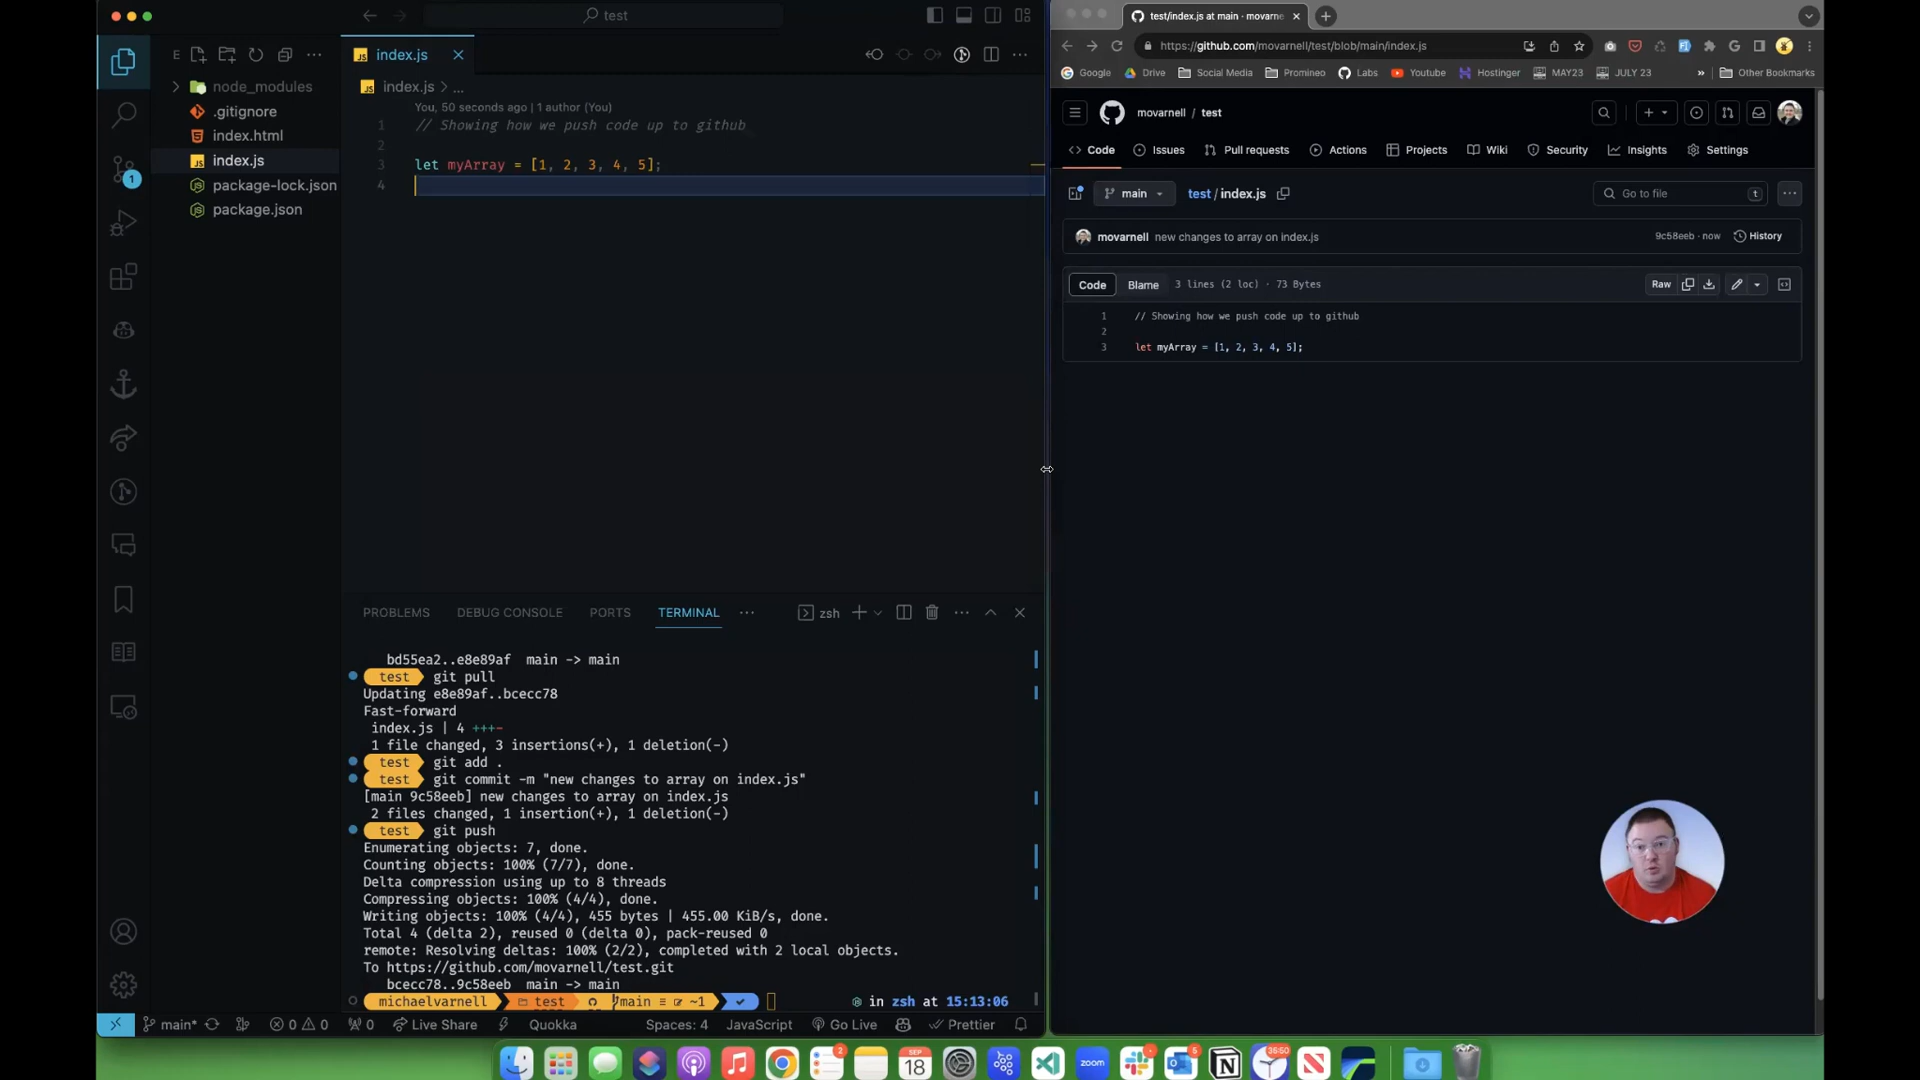 test
E
index.js
node_modules
.gitignore
index.html
index.js
package-lock.json
package.json
1
index.js > ...
You, 50 seconds ago | 1 author (You)
1 // Showing how we push code up to github
2
3 let myArray = [1, 2, 3, 4, 5];
4
PROBLEMS DEBUG CONSOLE PORTS TERMINAL ... zsh
bd55ea2..e8e89af main -> main
test git pull
Updating e8e89af..bcecc78
Fast-forward
index.js | 4 +++-
1 file changed, 3 insertions(+), 1 deletion(-)
test git add .
test git commit -m "new changes to array on index.js"
[main 9c58eeb] new changes to array on index.js
2 files changed, 1 insertion(+), 1 deletion(-)
test git push
Enumerating objects: 7, done.
Counting objects: 100% (7/7), done.
Delta compression using up to 8 threads
Compressing objects: 100% (4/4), done.
Writing objects: 100% (4/4), 455 bytes | 455.00 KiB/s, done.
Total 4 (delta 2), reused 0 (delta 0), pack-reused 0
remote: Resolving deltas: 100% (2/2), completed with 2 local objects.
To https://github.com/movarnell/test.git
bcecc78..9c58eeb main -> main
michaelvarnell test main ≡ ~1 in zsh at 15:13:06
main* 0 0 0 Live Share Quokka Spaces: 4 JavaScript Go Live Prettier
test/index.js at main · movarne
https://github.com/movarnell/test/blob/main/index.js
Google Drive Social Media Promineo Labs Youtube Hostinger MAY23 JULY 23 » Other Bookmarks
movarnell / test
Code Issues Pull requests Actions Projects Wiki Security Insights Settings
main test / index.js Go to file t
movarnell new changes to array on index.js 9c58eeb · now History
Code Blame 3 lines (2 loc) · 73 Bytes Raw
1 // Showing how we push code up to github
2
3 let myArray = [1, 2, 3, 4, 5];
2 SEP 18 zoom 5 36:50